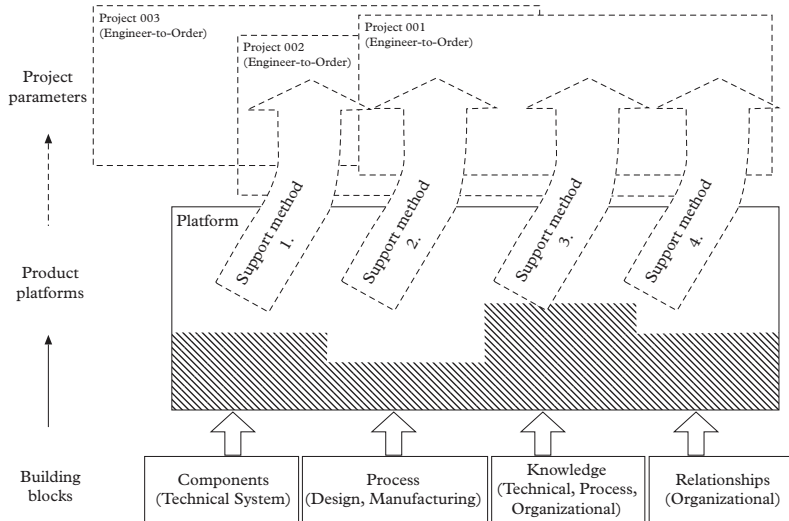 Project 003
(Engineer-to-Order)
Project 002
(Engineer-to-Order)
Project 001
(Engineer-to-Order)
Project
parameters
Platform
Support method
1.
Support method
2.
Support method
3.
Support method
4.
Product
platforms
Building
blocks
Components
(Technical System)
Process
(Design, Manufacturing)
Knowledge
(Technical, Process,
Organizational)
Relationships
(Organizational)